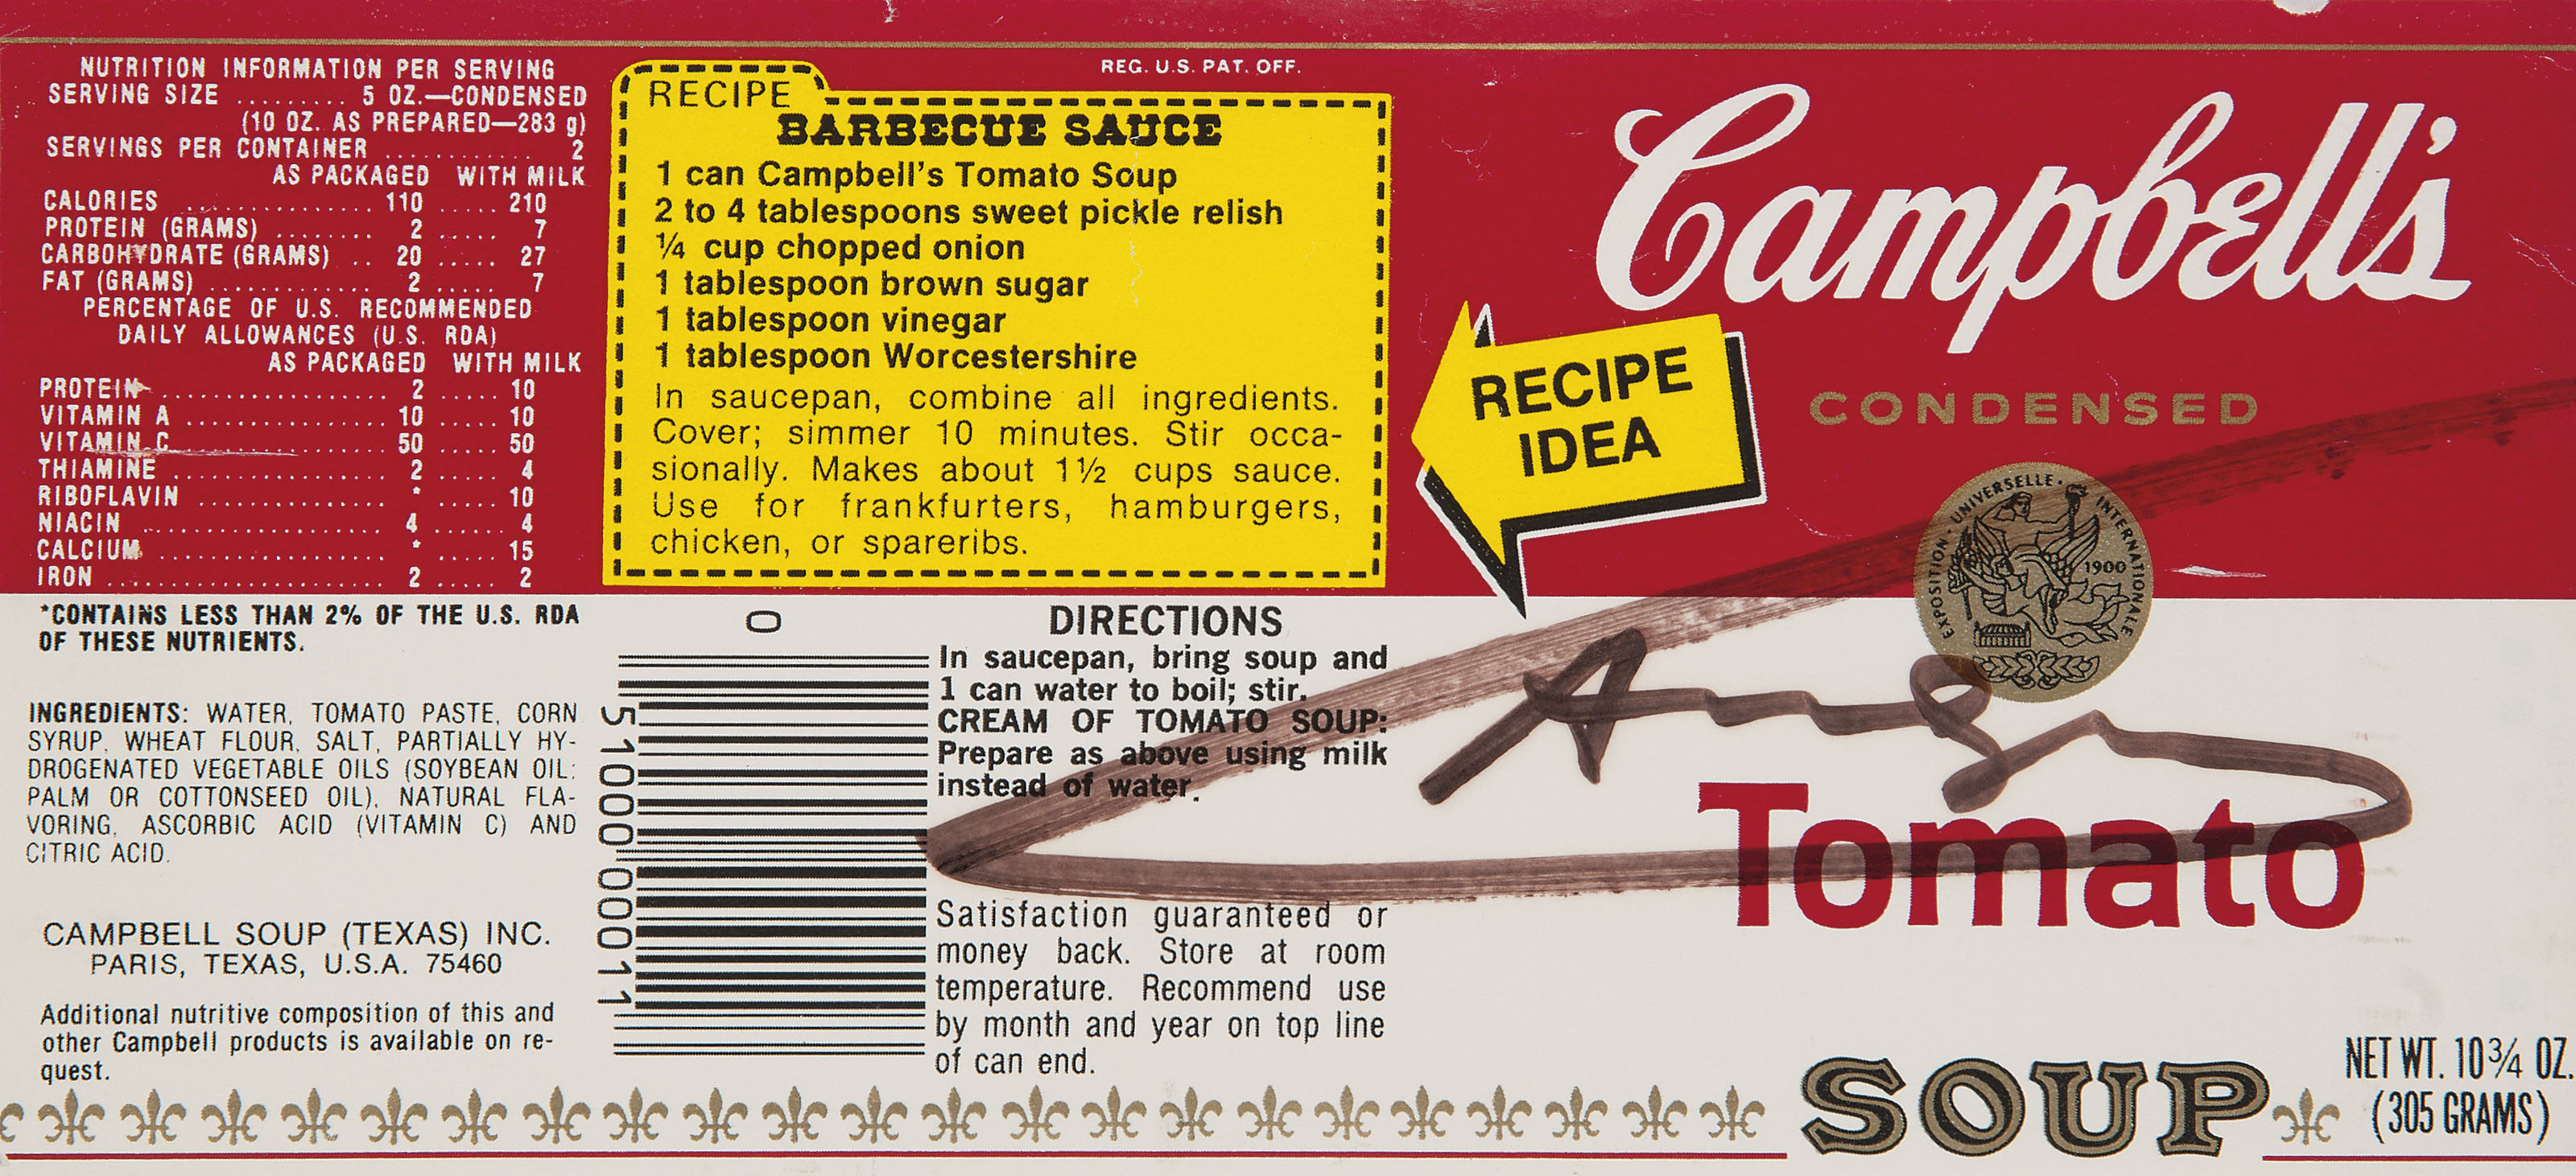 NUTRITION INFORMATION PER SERVING
SERVING SIZE ......... 5 OZ.—CONDENSED
(10 OZ. AS PREPARED—283 g)
SERVINGS PER CONTAINER ............ 2
AS PACKAGED WITH MILK
CALORIES ............... 110 ..... 210
PROTEIN (GRAMS) ........ 2 ..... 7
CARBOHYDRATE (GRAMS) .. 20 ..... 27
FAT (GRAMS) ............. 2 ..... 7
PERCENTAGE OF U.S. RECOMMENDED
DAILY ALLOWANCES (U.S. RDA)
AS PACKAGED WITH MILK
PROTEIN .................. 2 ..... 10
VITAMIN A ............... 10 ..... 10
VITAMIN C ............... 50 ..... 50
THIAMINE ................. 2 ..... 4
RIBOFLAVIN .............. * ..... 10
NIACIN ................... 4 ..... 4
CALCIUM .................. * ..... 15
IRON ..................... 2 ..... 2
*CONTAINS LESS THAN 2% OF THE U.S. RDA
OF THESE NUTRIENTS.
INGREDIENTS: WATER, TOMATO PASTE, CORN
SYRUP, WHEAT FLOUR, SALT, PARTIALLY HY-
DROGENATED VEGETABLE OILS (SOYBEAN OIL;
PALM OR COTTONSEED OIL), NATURAL FLA-
VORING, ASCORBIC ACID (VITAMIN C) AND
CITRIC ACID.
CAMPBELL SOUP (TEXAS) INC.
PARIS, TEXAS, U.S.A. 75460
Additional nutritive composition of this and
other Campbell products is available on re-
quest.
REG. U.S. PAT. OFF.
RECIPE
BARBECUE SAUCE
1 can Campbell's Tomato Soup
2 to 4 tablespoons sweet pickle relish
¼ cup chopped onion
1 tablespoon brown sugar
1 tablespoon vinegar
1 tablespoon Worcestershire
In saucepan, combine all ingredients.
Cover; simmer 10 minutes. Stir occa-
sionally. Makes about 1½ cups sauce.
Use for frankfurters, hamburgers,
chicken, or spareribs.
0
51000 00011
DIRECTIONS
In saucepan, bring soup and
1 can water to boil; stir.
CREAM OF TOMATO SOUP:
Prepare as above using milk
instead of water.
Satisfaction guaranteed or
money back. Store at room
temperature. Recommend use
by month and year on top line
of can end.
RECIPE
IDEA
Campbell's
CONDENSED
EXPOSITION · UNIVERSELLE · INTERNATIONALE
1900
Tomato
SOUP
NET WT. 10¾ OZ.
(305 GRAMS)